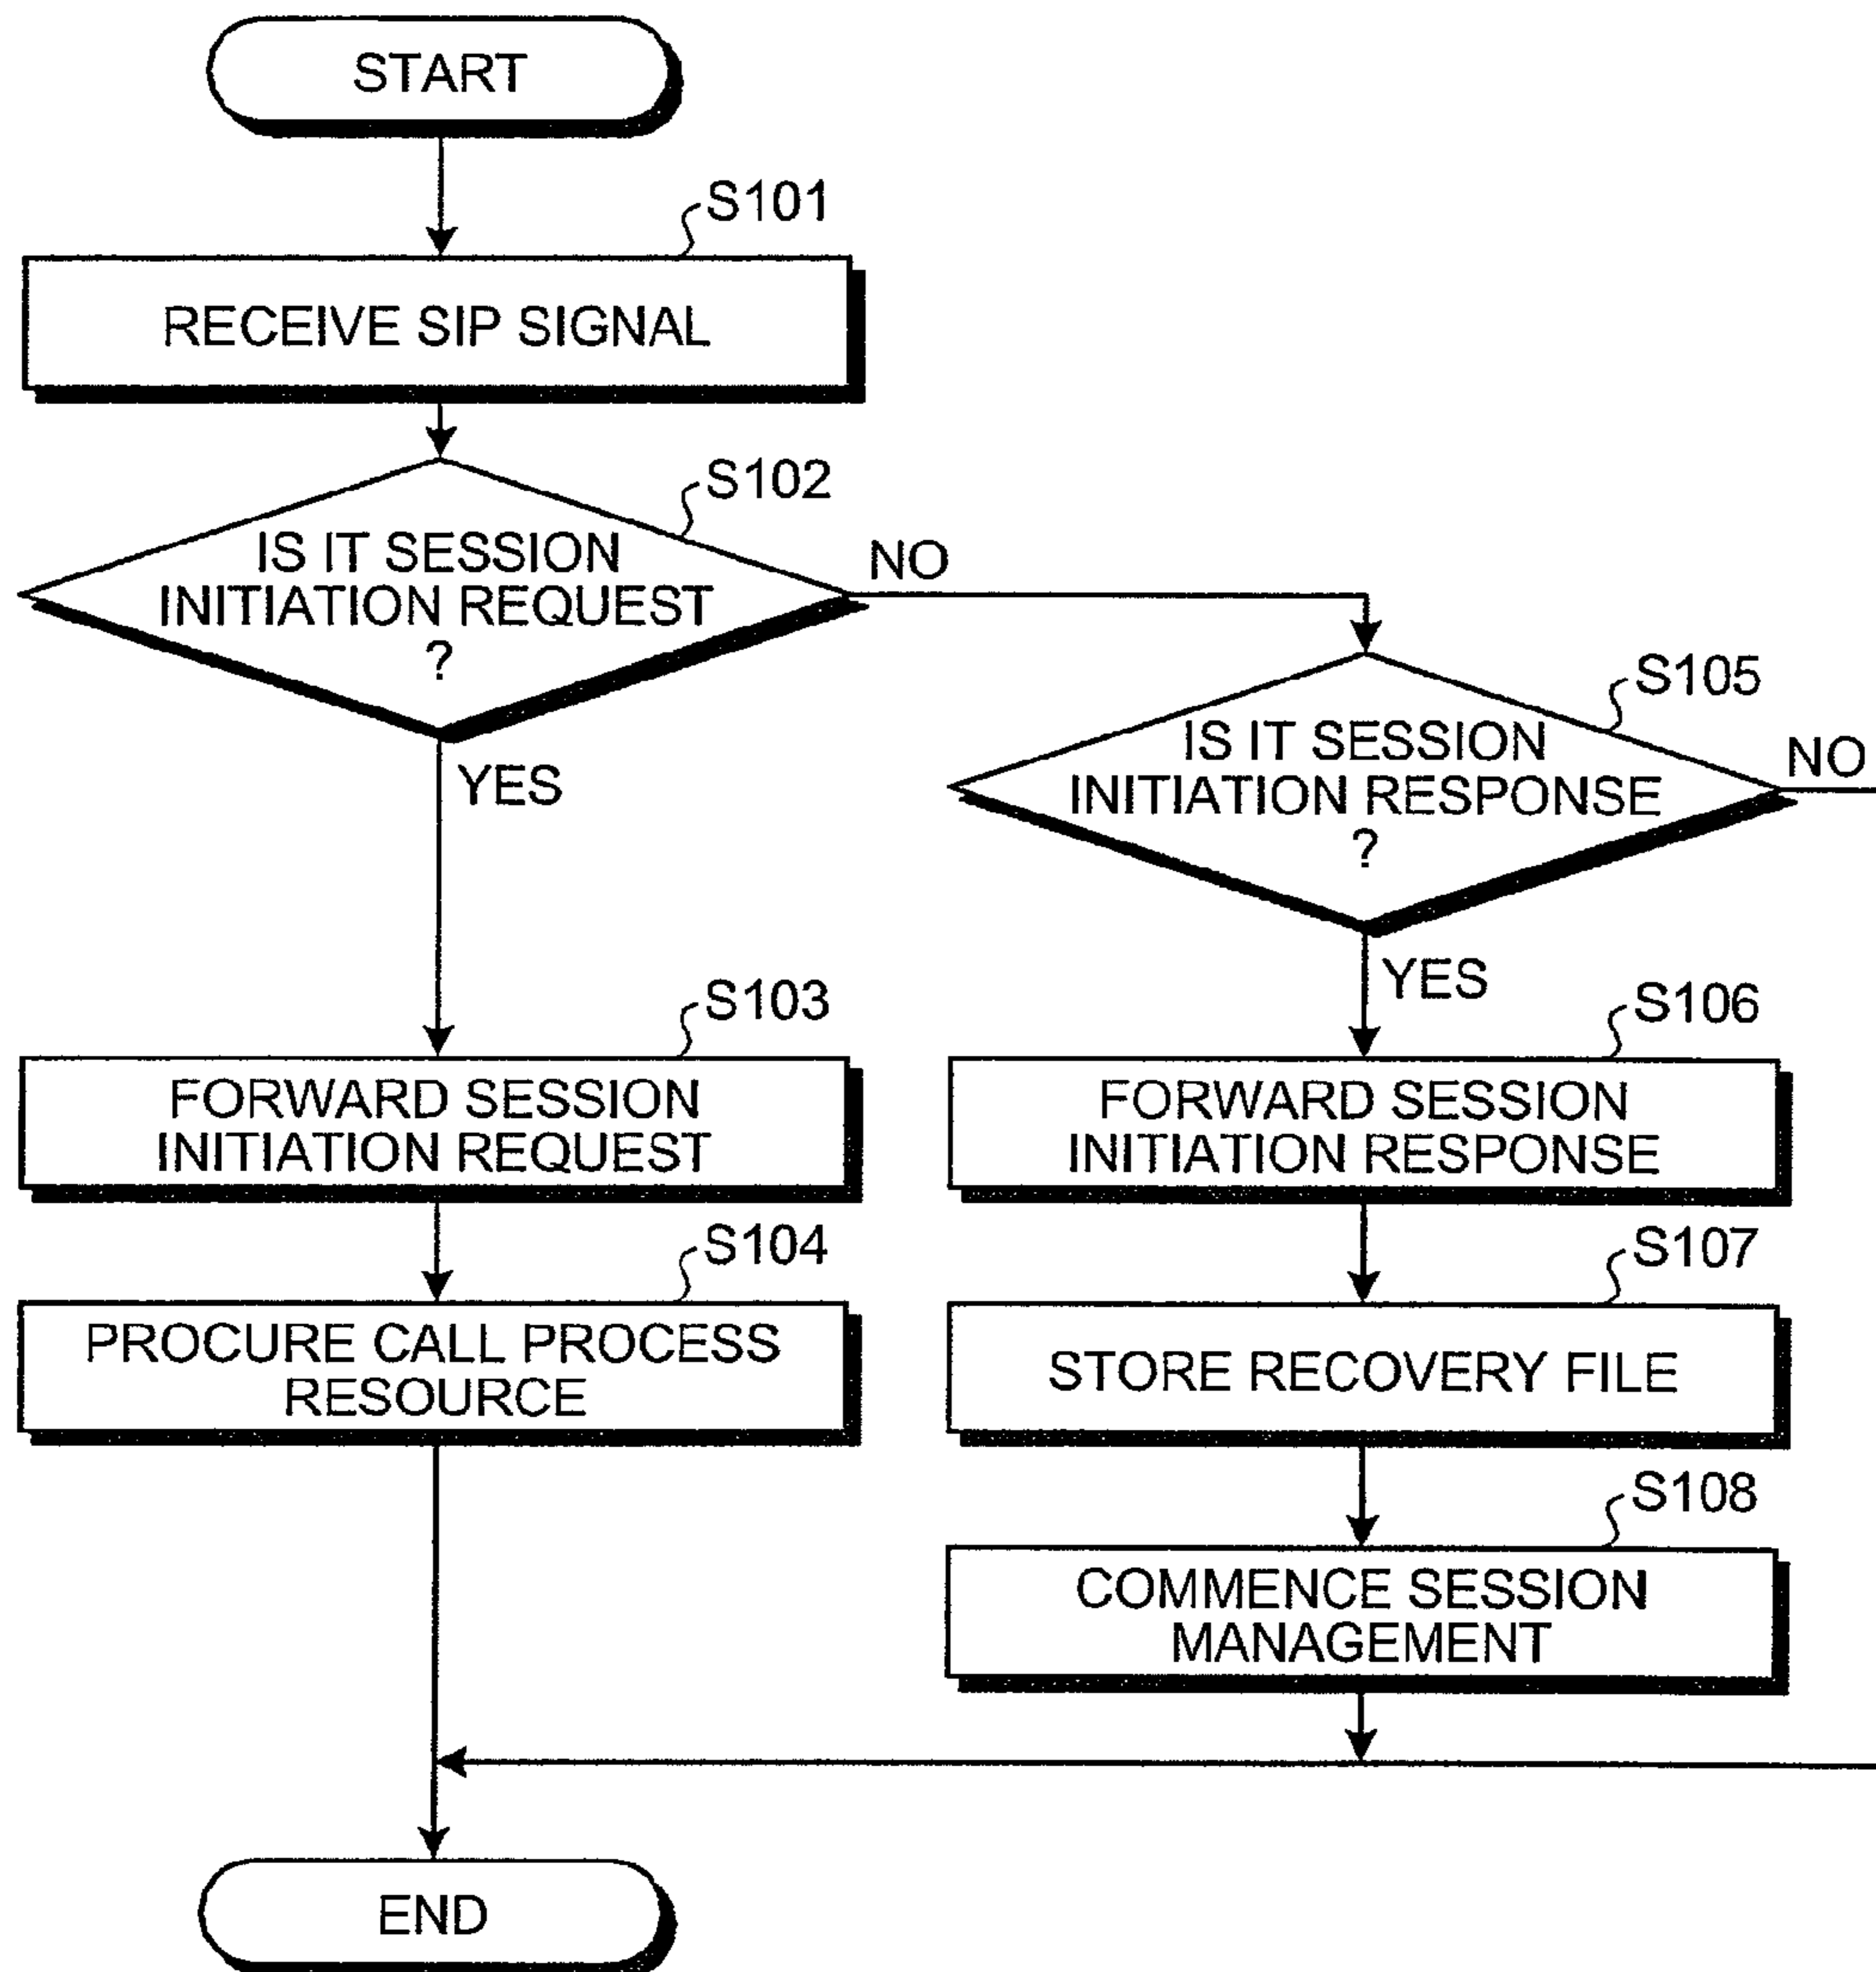 START
S101
RECEIVE SIP SIGNAL
S102
IS IT SESSION
INITIATION REQUEST
?
NO
YES
S105
IS IT SESSION
INITIATION RESPONSE
?
NO
YES
S103
FORWARD SESSION
INITIATION REQUEST
S104
PROCURE CALL PROCESS
RESOURCE
S106
FORWARD SESSION
INITIATION RESPONSE
S107
STORE RECOVERY FILE
S108
COMMENCE SESSION
MANAGEMENT
END